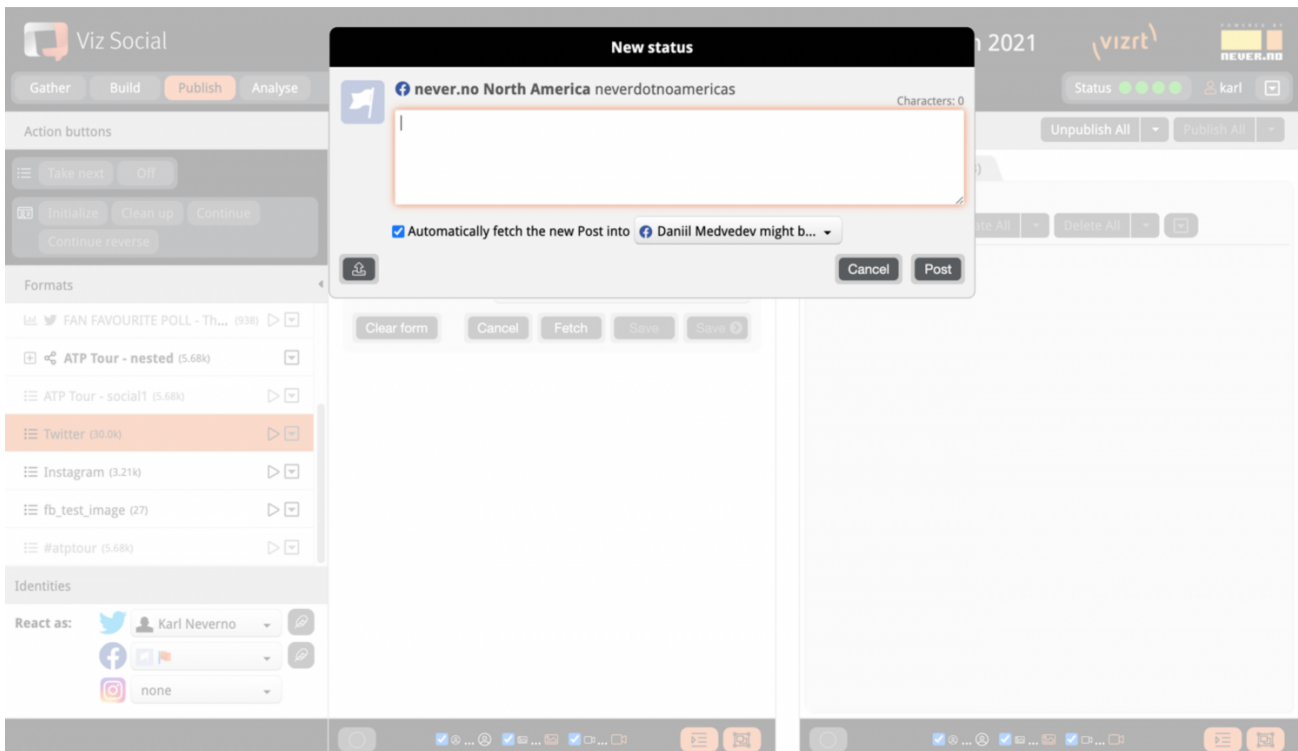 Viz Social
New status
2021
vizrt
POWERED BY
never.no
Gather
Build
Publish
Analyse
never.no North America neverdotnoamericas
Characters: 0
Status
karl
Action buttons
Unpublish All
Publish All
Take next
Off
Initialize
Clean up
Continue
Continue reverse
Automatically fetch the new Post into
Daniil Medvedev might b...
Delete All
Cancel
Post
Formats
FAN FAVOURITE POLL - Th... (938)
Clear form
Cancel
Fetch
Save
Save
ATP Tour - nested (5.68k)
ATP Tour - social1 (5.68k)
Twitter (30.0k)
Instagram (3.21k)
fb_test_image (27)
#atptour (5.68k)
Identities
React as:
Karl Neverno
none